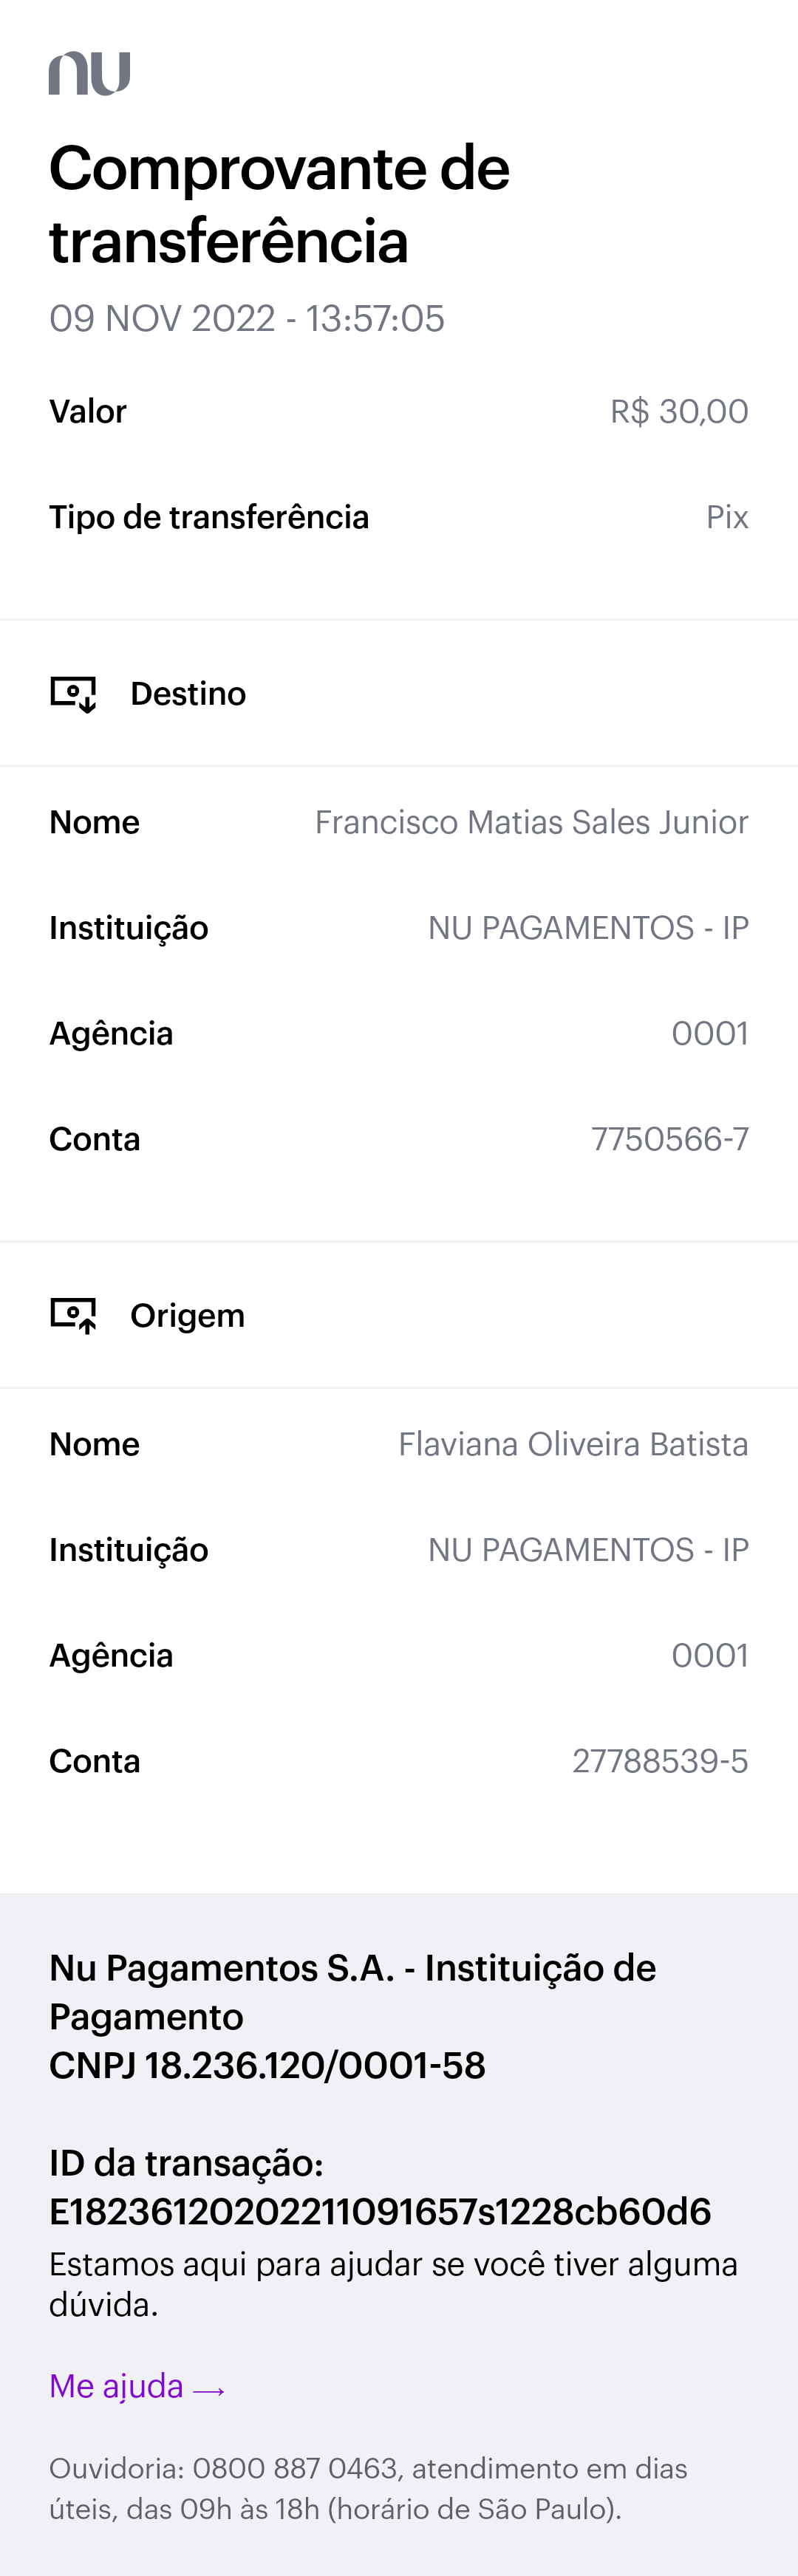 nu
Comprovante de
transferência
09 NOV 2022 - 13:57:05
Valor R$ 30,00
Tipo de transferência Pix
Destino
Nome Francisco Matias Sales Junior
Instituição NU PAGAMENTOS - IP
Agência 0001
Conta 7750566-7
Origem
Nome Flaviana Oliveira Batista
Instituição NU PAGAMENTOS - IP
Agência 0001
Conta 27788539-5
Nu Pagamentos S.A. - Instituição de
Pagamento
CNPJ 18.236.120/0001-58
ID da transação:
E18236120202211091657s1228cb60d6
Estamos aqui para ajudar se você tiver alguma
dúvida.
Me ajuda →
Ouvidoria: 0800 887 0463, atendimento em dias
úteis, das 09h às 18h (horário de São Paulo).